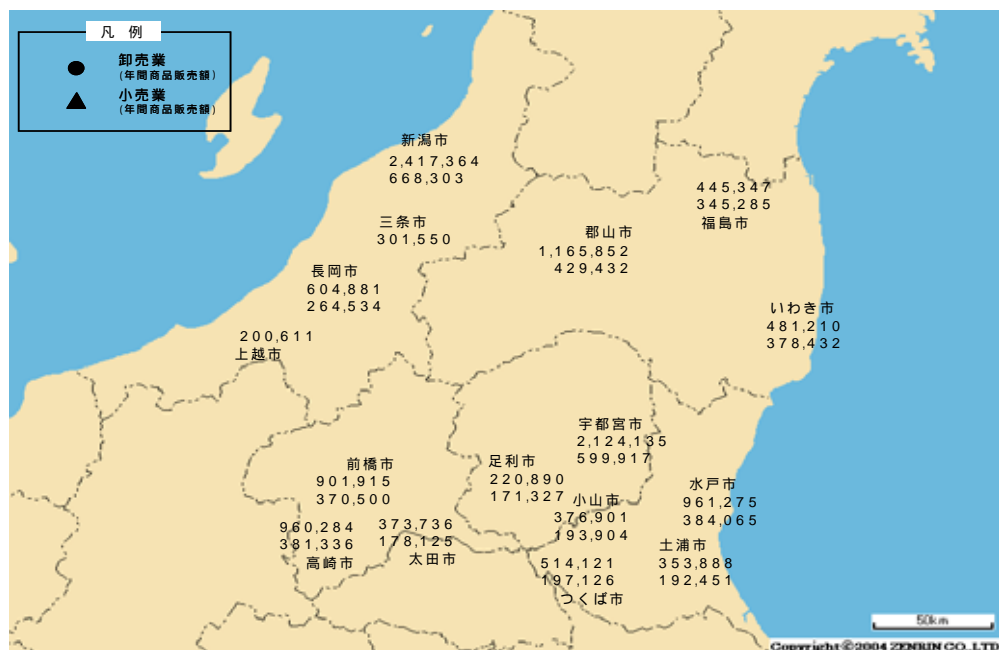 凡 例
卸売業
(年間商品販売額)
小売業
(年間商品販売額)
新潟市
2,417,364
668,303
三条市
301,550
長岡市
604,881
264,534
200,611
上越市
445,347
345,285
福島市
郡山市
1,165,852
429,432
いわき市
481,210
378,432
宇都宮市
2,124,135
599,917
足利市
220,890
171,327
小山市
376,901
193,904
前橋市
901,915
370,500
960,284
381,336
高崎市
373,736
178,125
太田市
水戸市
961,275
384,065
土浦市
353,888
192,451
514,121
197,126
つくば市
50km
Copyright©2004 ZENRIN CO.,LTD